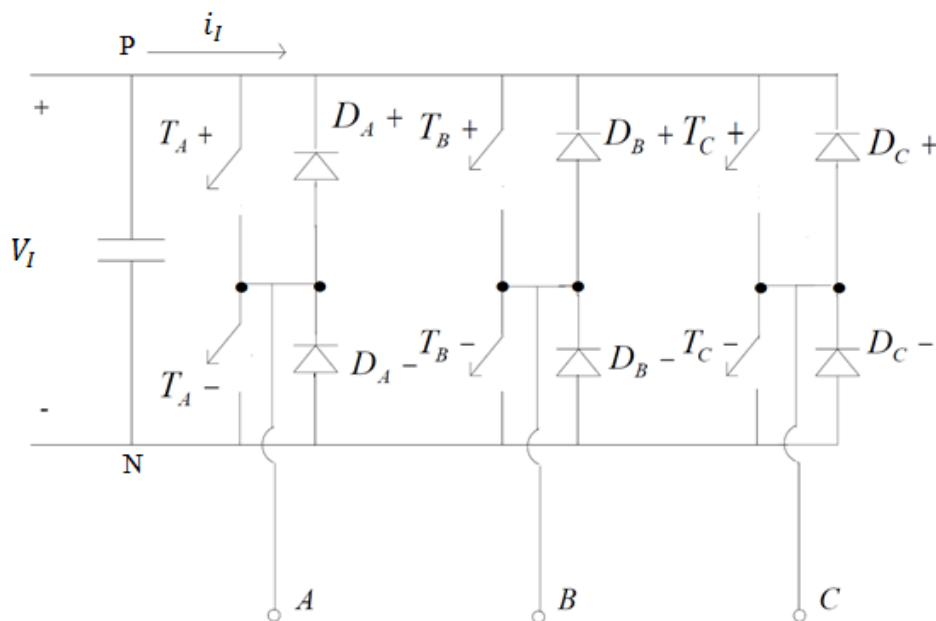 P i_I
+
T_A + D_A + T_B + D_B + T_C + D_C +
V_I
T_A − D_A − T_B − D_B − T_C − D_C −
-
N
A B C